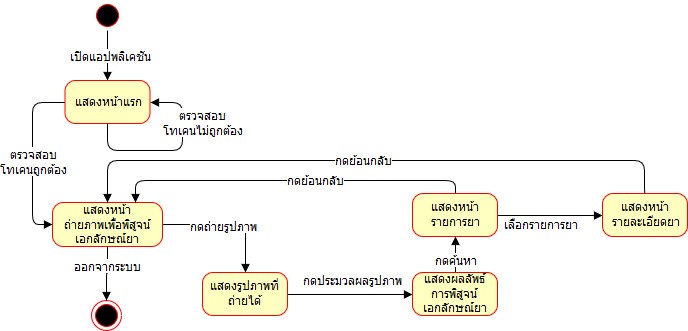 เปิดแอปพลิเคชัน
แสดงหน้าแรก
ตรวจสอบ
โทเคนไม่ถูกต้อง
ตรวจสอบ
โทเคนถูกต้อง
กดย้อนกลับ
กดย้อนกลับ
แสดงหน้า
ถ่ายภาพเพื่อพิสูจน์
เอกลักษณ์ยา
แสดงหน้า
รายการยา
แสดงหน้า
รายละเอียดยา
กดถ่ายรูปภาพ
เลือกรายการยา
ออกจากระบบ
กดค้นหา
แสดงรูปภาพที่
ถ่ายได้
กดประมวลผลรูปภาพ
แสดงผลลัพธ์
การพิสูจน์
เอกลักษณ์ยา